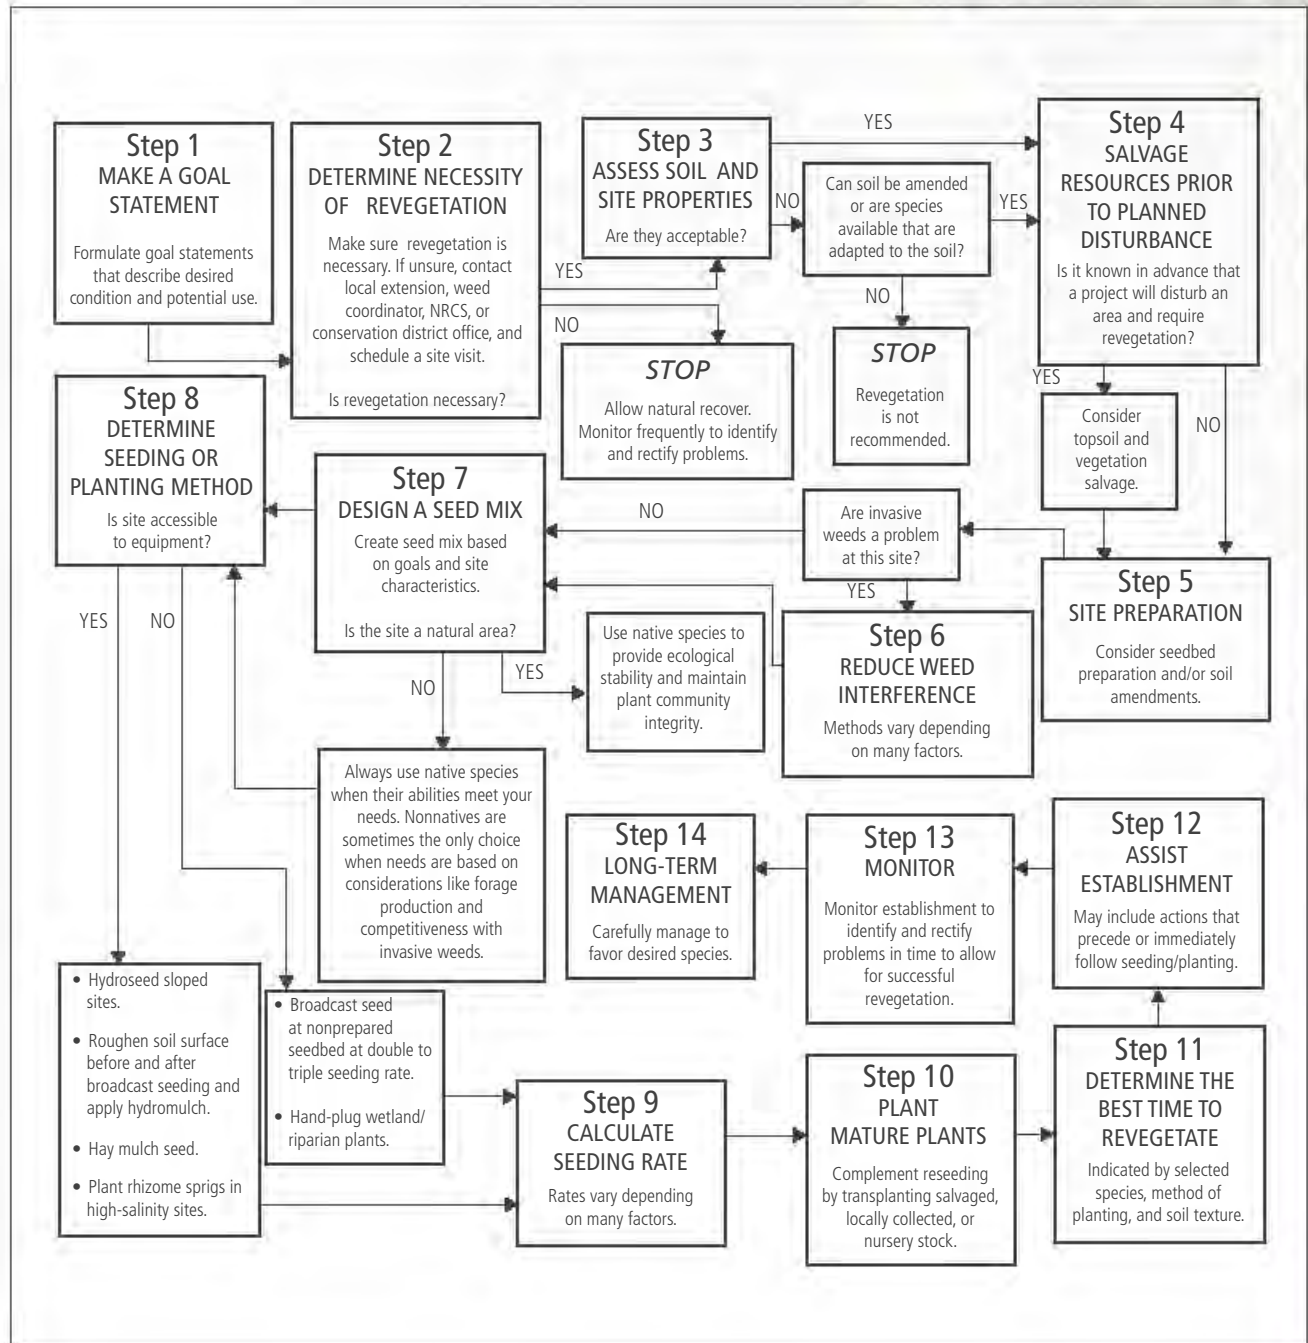 Step 1
MAKE A GOAL
STATEMENT
Formulate goal statements
that describe desired
condition and potential use.
Step 2
DETERMINE NECESSITY
OF REVEGETATION
Make sure revegetation is
necessary. If unsure, contact
local extension, weed
coordinator, NRCS, or
conservation district office, and
schedule a site visit.
Is revegetation necessary?
YES
NO
STOP
Allow natural recover.
Monitor frequently to identify
and rectify problems.
Step 3
ASSESS SOIL AND
SITE PROPERTIES
Are they acceptable?
YES
NO
Can soil be amended
or are species
available that are
adapted to the soil?
YES
NO
STOP
Revegetation
is not
recommended.
Step 4
SALVAGE
RESOURCES PRIOR
TO PLANNED
DISTURBANCE
Is it known in advance that
a project will disturb an
area and require
revegetation?
YES
NO
Consider
topsoil and
vegetation
salvage.
Step 5
SITE PREPARATION
Consider seedbed
preparation and/or soil
amendments.
Are invasive
weeds a problem
at this site?
NO
YES
Step 6
REDUCE WEED
INTERFERENCE
Methods vary depending
on many factors.
Step 7
DESIGN A SEED MIX
Create seed mix based
on goals and site
characteristics.
Is the site a natural area?
NO
YES
Use native species to
provide ecological
stability and maintain
plant community
integrity.
Always use native species
when their abilities meet your
needs. Nonnatives are
sometimes the only choice
when needs are based on
considerations like forage
production and
competitiveness with
invasive weeds.
Step 8
DETERMINE
SEEDING OR
PLANTING METHOD
Is site accessible
to equipment?
YES
NO
• Hydroseed sloped
sites.
• Roughen soil surface
before and after
broadcast seeding and
apply hydromulch.
• Hay mulch seed.
• Plant rhizome sprigs in
high-salinity sites.
• Broadcast seed
at nonprepared
seedbed at double to
triple seeding rate.
• Hand-plug wetland/
riparian plants.
Step 9
CALCULATE
SEEDING RATE
Rates vary depending
on many factors.
Step 10
PLANT
MATURE PLANTS
Complement reseeding
by transplanting salvaged,
locally collected, or
nursery stock.
Step 11
DETERMINE THE
BEST TIME TO
REVEGETATE
Indicated by selected
species, method of
planting, and soil texture.
Step 12
ASSIST
ESTABLISHMENT
May include actions that
precede or immediately
follow seeding/planting.
Step 13
MONITOR
Monitor establishment to
identify and rectify
problems in time to allow
for successful
revegetation.
Step 14
LONG-TERM
MANAGEMENT
Carefully manage to
favor desired species.